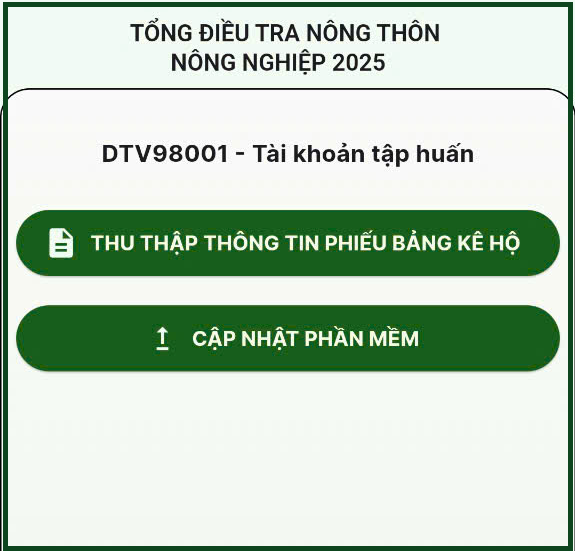 TỔNG ĐIỀU TRA NÔNG THÔN
NÔNG NGHIỆP 2025
DTV98001 - Tài khoản tập huấn
THU THẬP THÔNG TIN PHIẾU BẢNG KÊ HỘ
CẬP NHẬT PHẦN MỀM